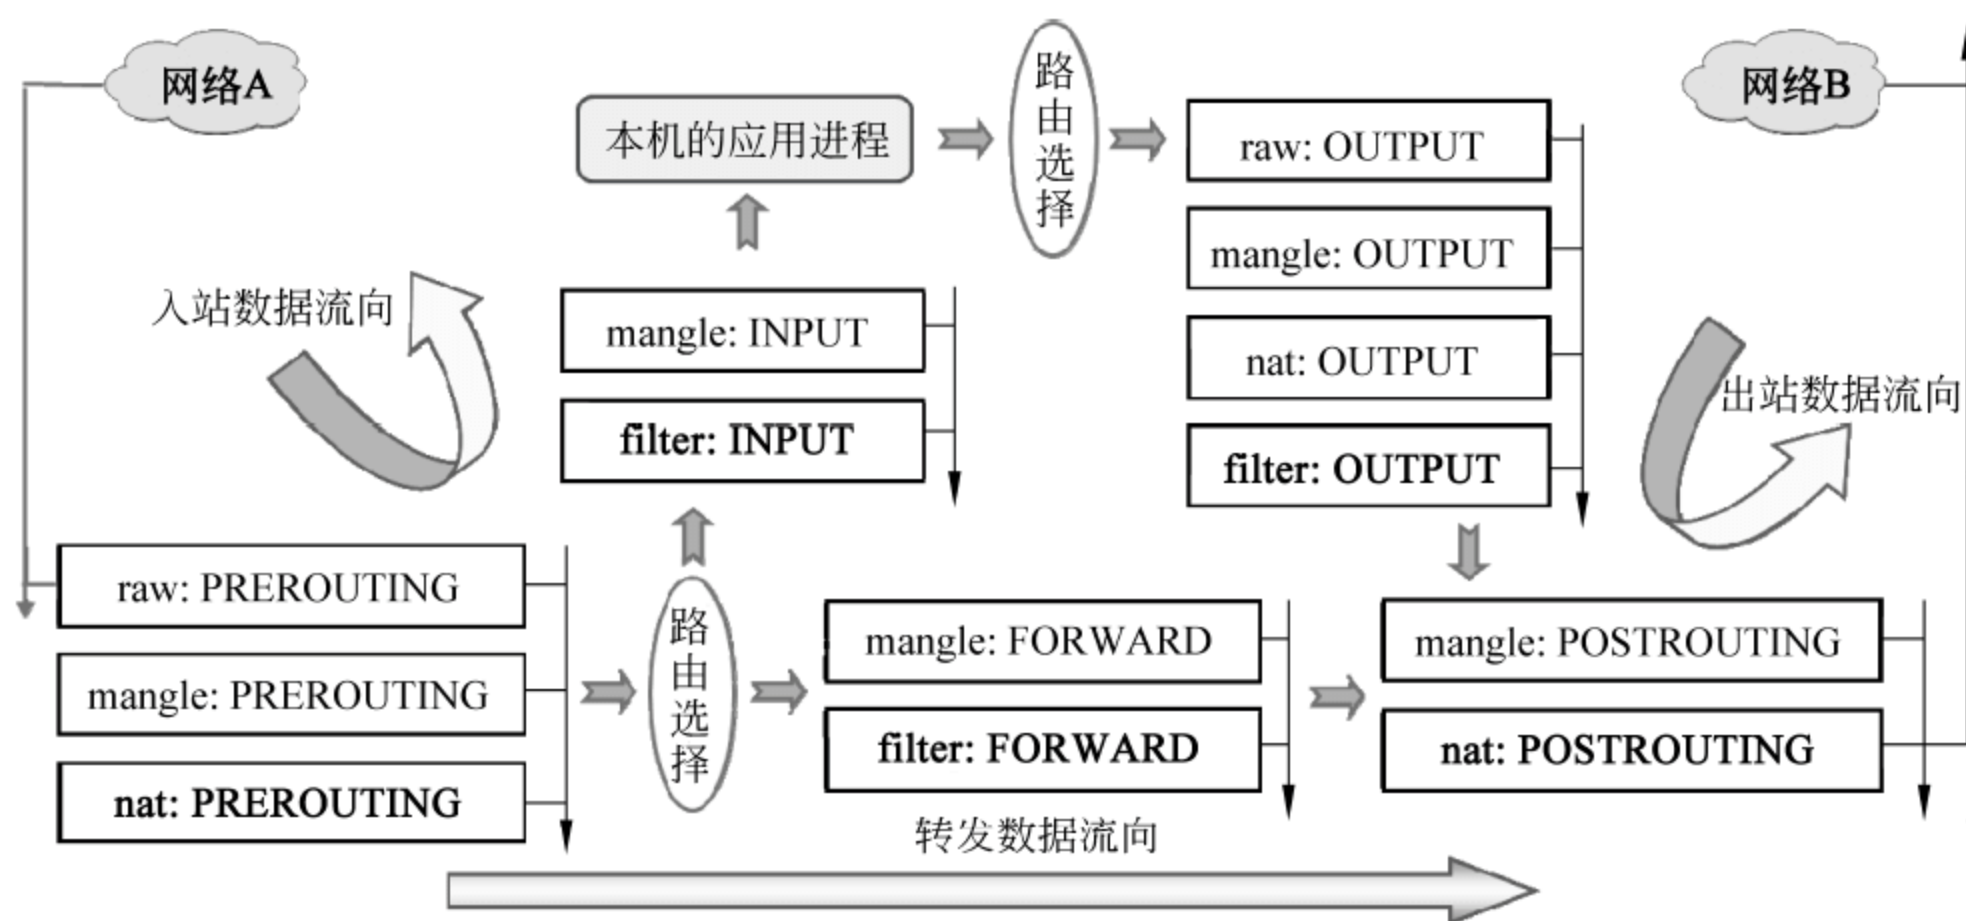 网络A
网络B
本机的应用进程
路由选择
raw: OUTPUT
mangle: OUTPUT
nat: OUTPUT
filter: OUTPUT
入站数据流向
mangle: INPUT
filter: INPUT
出站数据流向
raw: PREROUTING
mangle: PREROUTING
nat: PREROUTING
路由选择
mangle: FORWARD
filter: FORWARD
mangle: POSTROUTING
nat: POSTROUTING
转发数据流向